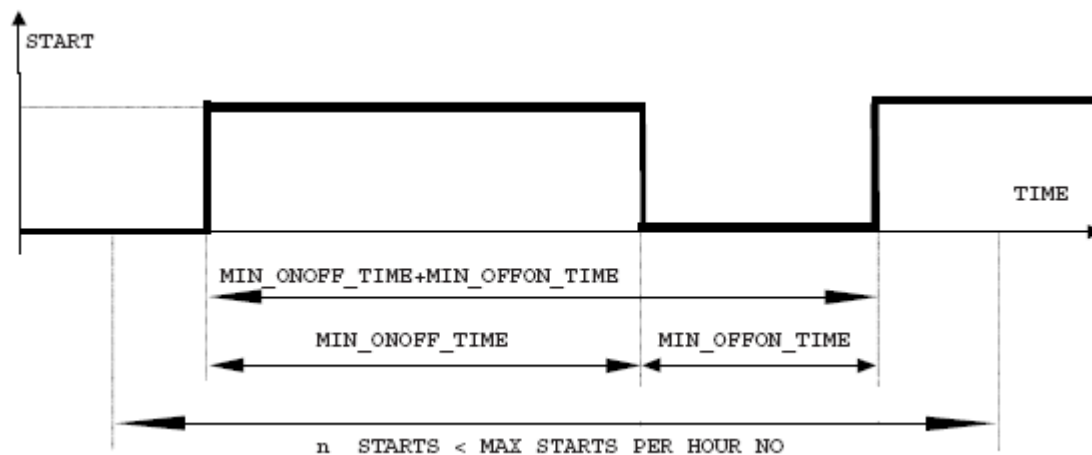 START
TIME
MIN_ONOFF_TIME+MIN_OFFON_TIME
MIN_ONOFF_TIME
MIN_OFFON_TIME
n STARTS < MAX STARTS PER HOUR NO